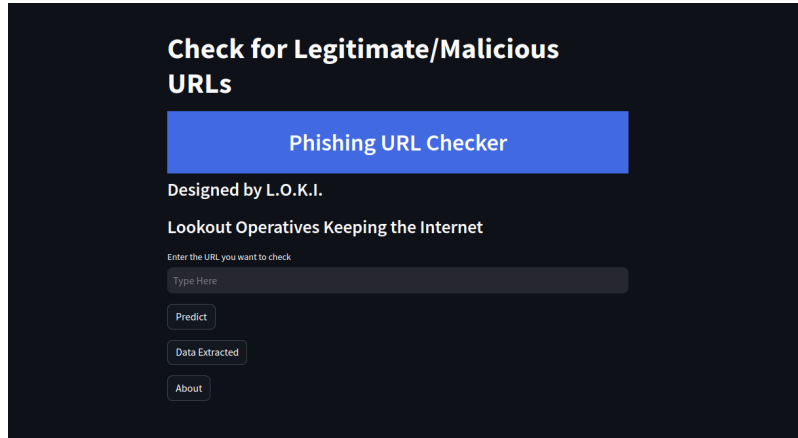 Check for Legitimate/Malicious
URLs
Phishing URL Checker
Designed by L.O.K.I.
Lookout Operatives Keeping the Internet
Enter the URL you want to check
Type Here
Predict
Data Extracted
About